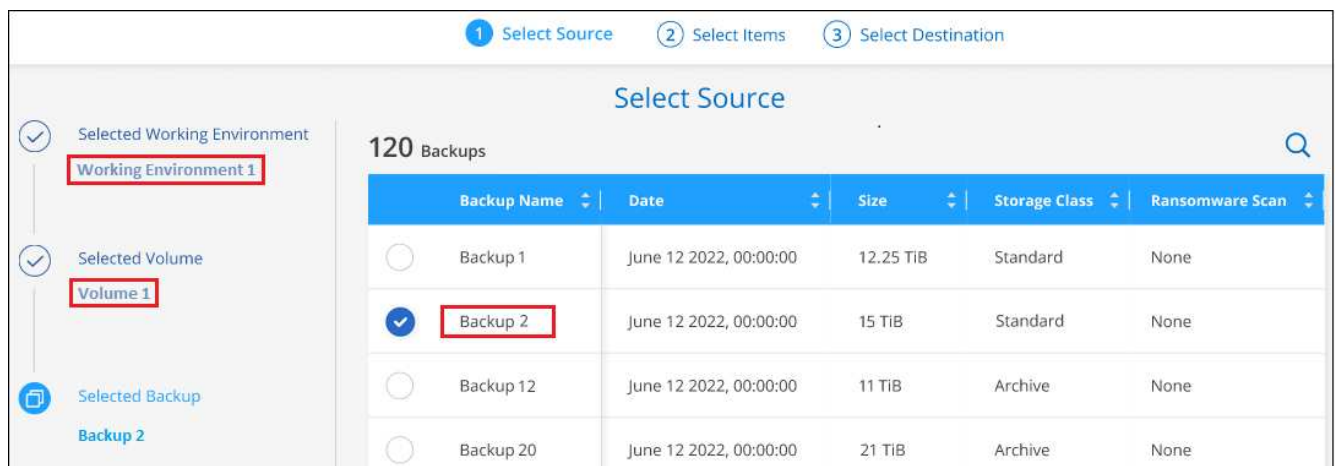 1 Select Source 2 Select Items 3 Select Destination
Select Source
Selected Working Environment
Working Environment 1
Selected Volume
Volume 1
Selected Backup
Backup 2
120 Backups
Backup Name Date Size Storage Class Ransomware Scan
Backup 1 June 12 2022, 00:00:00 12.25 TiB Standard None
Backup 2 June 12 2022, 00:00:00 15 TiB Standard None
Backup 12 June 12 2022, 00:00:00 11 TiB Archive None
Backup 20 June 12 2022, 00:00:00 21 TiB Archive None